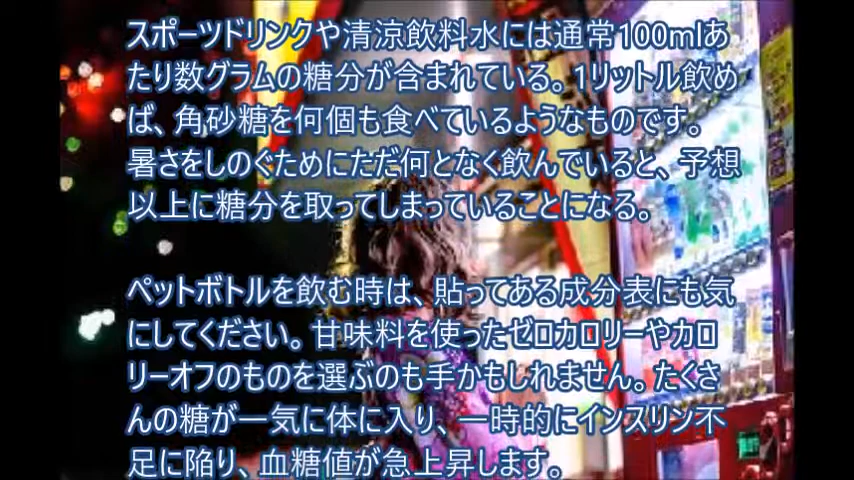 スポーツドリンクや清涼飲料水には通常100mlあ
たり数グラムの糖分が含まれている。1リットル飲め
ば、角砂糖を何個も食べているようなものです。
暑さをしのぐためにただ何となく飲んでいると、予想
以上に糖分を取ってしまっていることになる。
ペットボトルを飲む時は、貼ってある成分表にも気
にしてください。甘味料を使ったゼロカロリーやカロ
リーオフのものを選ぶのも手かもしれません。たくさ
んの糖が一気に体に入り、一時的にインスリン不
足に陥り、血糖値が急上昇します。